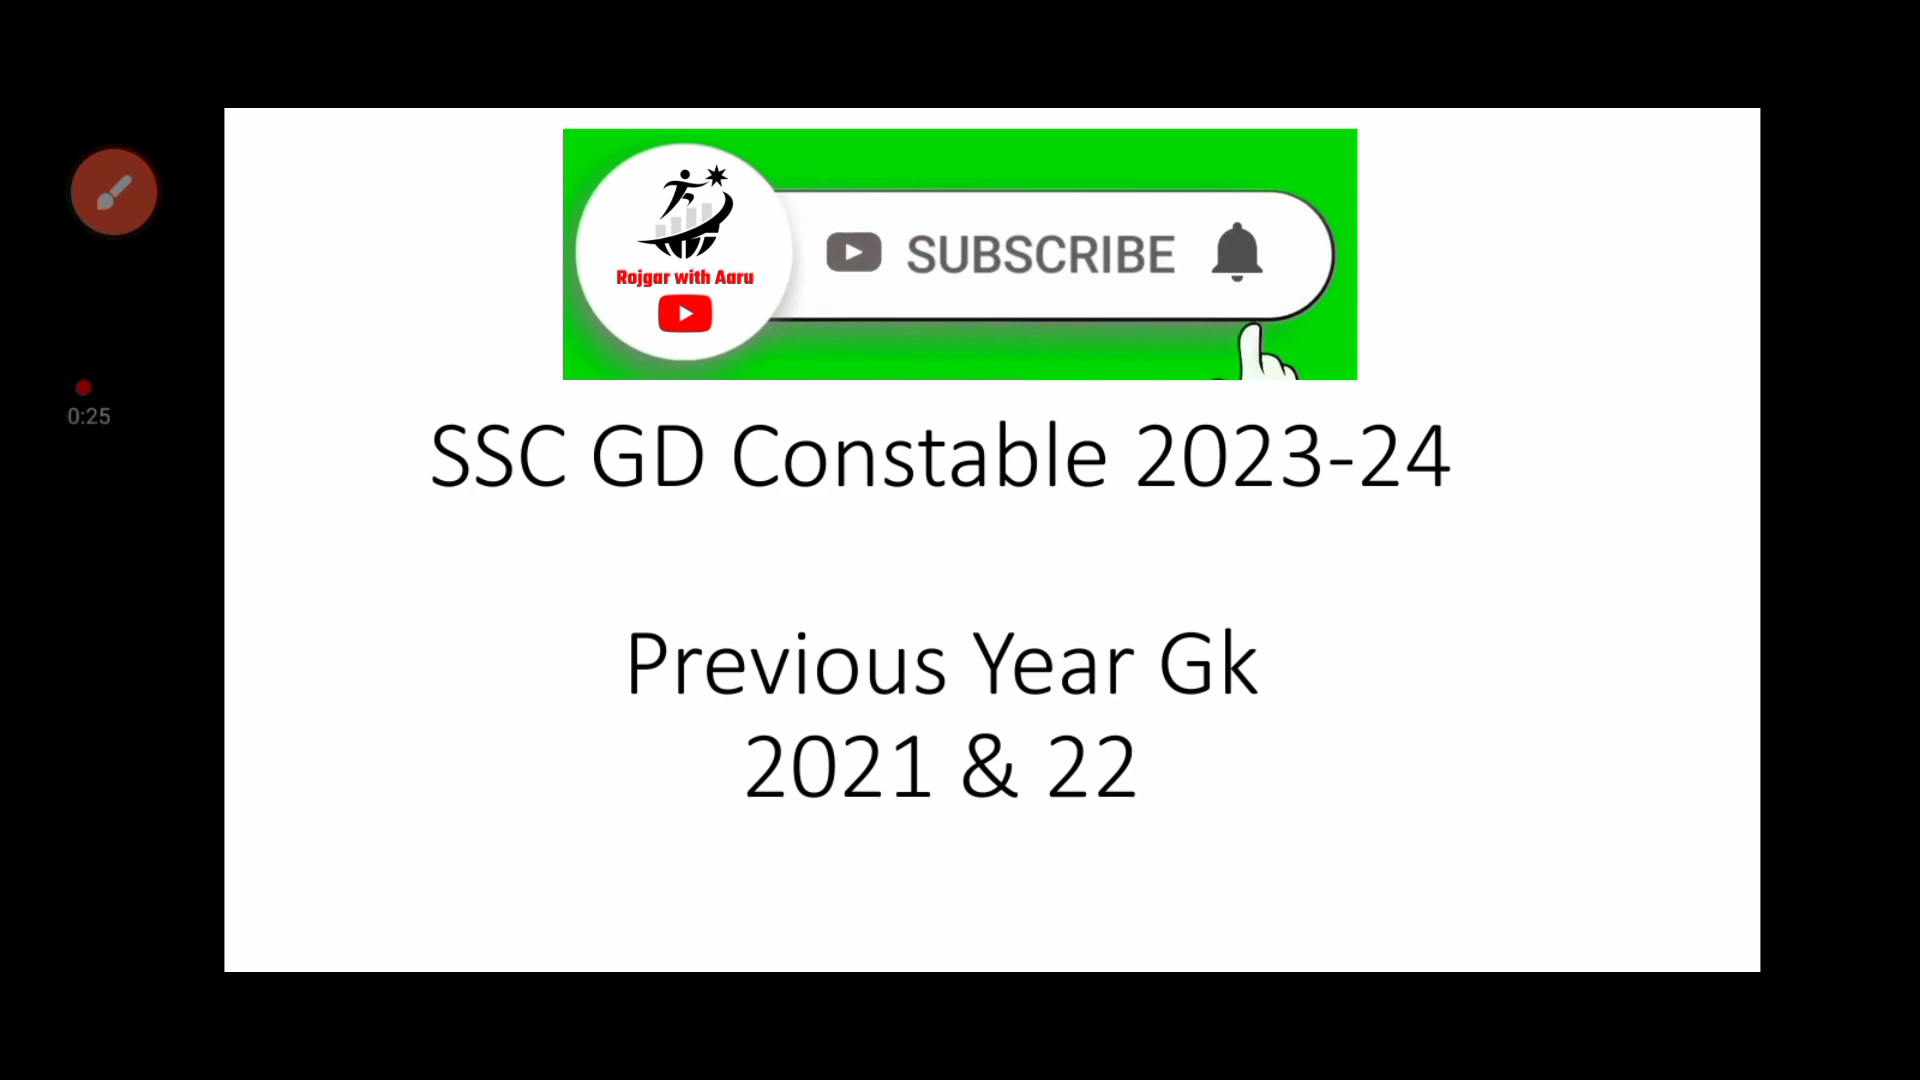 Rojgar with Aaru
SUBSCRIBE
0:25
SSC GD Constable 2023-24
Previous Year Gk
2021 & 22